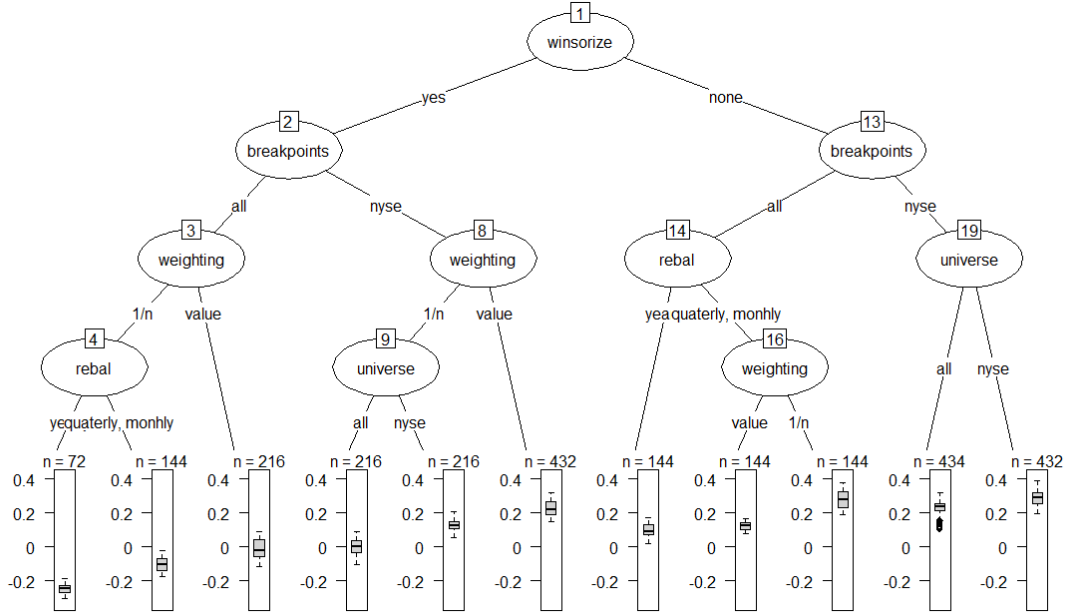 1
winsorize
yes
none
2
breakpoints
13
breakpoints
all
nyse
all
nyse
3
weighting
8
weighting
14
rebal
19
universe
1/n
value
1/n
value
yea
quaterly, monhly
all
nyse
4
rebal
9
universe
16
weighting
ye
quaterly, monhly
all
nyse
value
1/n
n = 72
n = 144
n = 216
n = 216
n = 216
n = 432
n = 144
n = 144
n = 144
n = 434
n = 432
0.4 0.4 0.4 0.4 0.4 0.4 0.4 0.4 0.4 0.4 0.4
0.2 0.2 0.2 0.2 0.2 0.2 0.2 0.2 0.2 0.2 0.2
0 0 0 0 0 0 0 0 0 0 0
-0.2 -0.2 -0.2 -0.2 -0.2 -0.2 -0.2 -0.2 -0.2 -0.2 -0.2